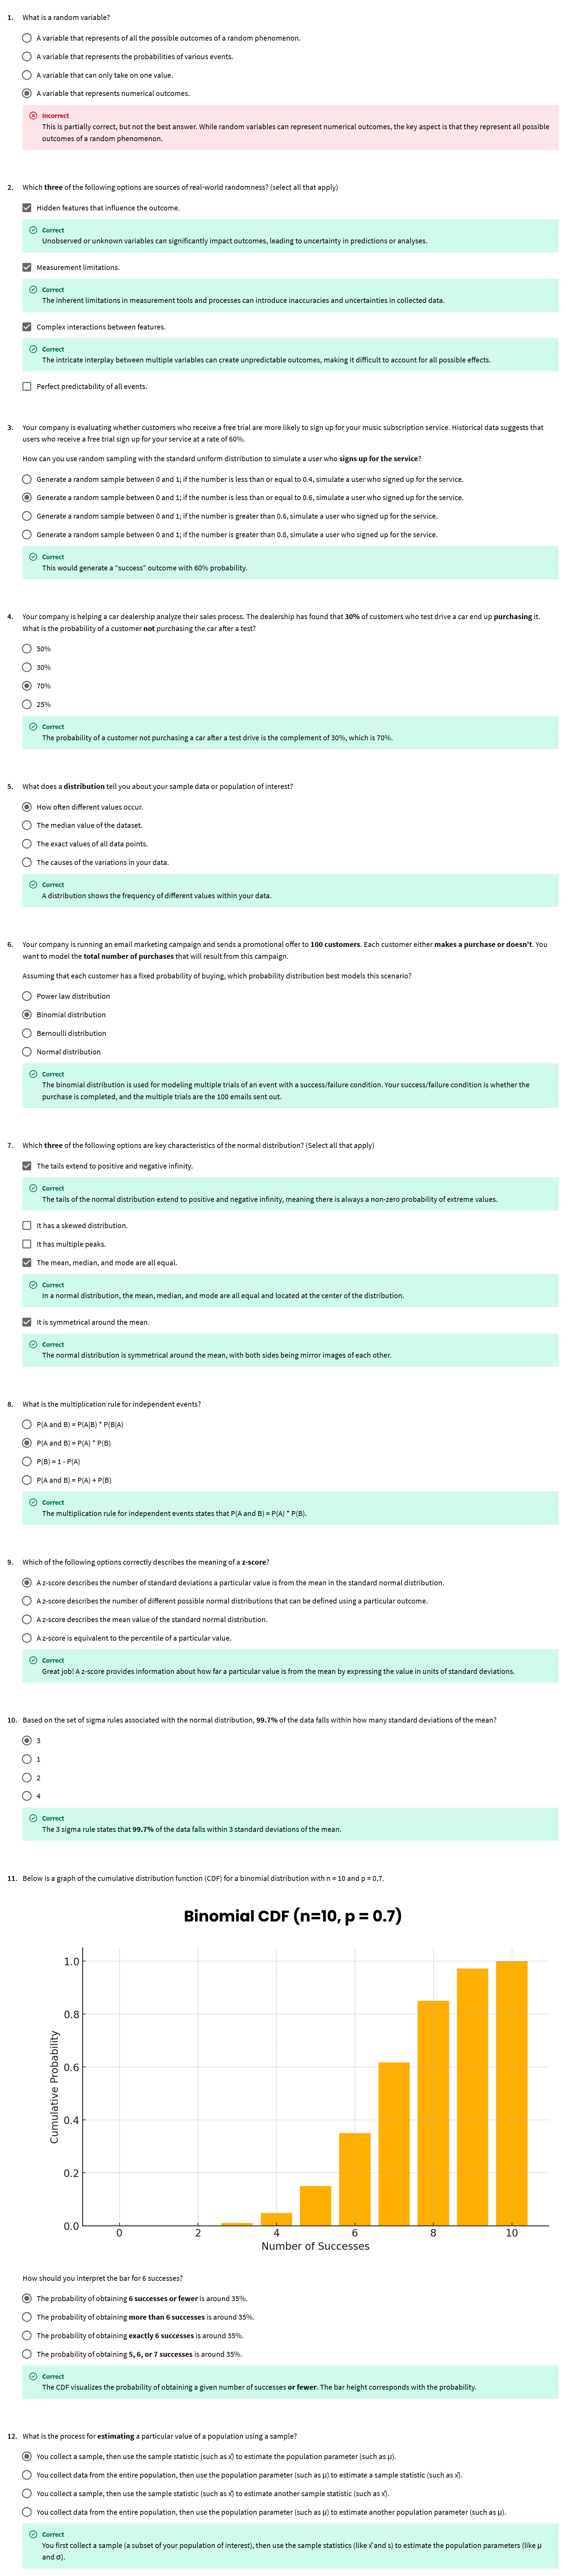 1. What is a random variable?
A variable that represents of all the possible outcomes of a random phenomenon.
A variable that represents the probabilities of various events.
A variable that can only take on one value.
A variable that represents numerical outcomes.
Incorrect
This is partially correct, but not the best answer. While random variables can represent numerical outcomes, the key aspect is that they represent all possible
outcomes of a random phenomenon.
2. Which three of the following options are sources of real-world randomness? (select all that apply)
Hidden features that influence the outcome.
Correct
Unobserved or unknown variables can significantly impact outcomes, leading to uncertainty in predictions or analyses.
Measurement limitations.
Correct
The inherent limitations in measurement tools and processes can introduce inaccuracies and uncertainties in collected data.
Complex interactions between features.
Correct
The intricate interplay between multiple variables can create unpredictable outcomes, making it difficult to account for all possible effects.
Perfect predictability of all events.
3. Your company is evaluating whether customers who receive a free trial are more likely to sign up for your music subscription service. Historical data suggests that
users who receive a free trial sign up for your service at a rate of 60%.
How can you use random sampling with the standard uniform distribution to simulate a user who signs up for the service?
Generate a random sample between 0 and 1; if the number is less than or equal to 0.4, simulate a user who signed up for the service.
Generate a random sample between 0 and 1; if the number is less than or equal to 0.6, simulate a user who signed up for the service.
Generate a random sample between 0 and 1; if the number is greater than 0.6, simulate a user who signed up for the service.
Generate a random sample between 0 and 1; if the number is greater than 0.8, simulate a user who signed up for the service.
Correct
This would generate a "success" outcome with 60% probability.
4. Your company is helping a car dealership analyze their sales process. The dealership has found that 30% of customers who test drive a car end up purchasing it.
What is the probability of a customer not purchasing the car after a test?
50%
30%
70%
25%
Correct
The probability of a customer not purchasing a car after a test drive is the complement of 30%, which is 70%.
5. What does a distribution tell you about your sample data or population of interest?
How often different values occur.
The median value of the dataset.
The exact values of all data points.
The causes of the variations in your data.
Correct
A distribution shows the frequency of different values within your data.
6. Your company is running an email marketing campaign and sends a promotional offer to 100 customers. Each customer either makes a purchase or doesn't. You
want to model the total number of purchases that will result from this campaign.
Assuming that each customer has a fixed probability of buying, which probability distribution best models this scenario?
Power law distribution
Binomial distribution
Bernoulli distribution
Normal distribution
Correct
The binomial distribution is used for modeling multiple trials of an event with a success/failure condition. Your success/failure condition is whether the
purchase is completed, and the multiple trials are the 100 emails sent out.
7. Which three of the following options are key characteristics of the normal distribution? (Select all that apply)
The tails extend to positive and negative infinity.
Correct
The tails of the normal distribution extend to positive and negative infinity, meaning there is always a non-zero probability of extreme values.
It has a skewed distribution.
It has multiple peaks.
The mean, median, and mode are all equal.
Correct
In a normal distribution, the mean, median, and mode are all equal and located at the center of the distribution.
It is symmetrical around the mean.
Correct
The normal distribution is symmetrical around the mean, with both sides being mirror images of each other.
8. What is the multiplication rule for independent events?
P(A and B) = P(A|B) * P(B|A)
P(A and B) = P(A) * P(B)
P(B) = 1 - P(A)
P(A and B) = P(A) + P(B)
Correct
The multiplication rule for independent events states that P(A and B) = P(A) * P(B).
9. Which of the following options correctly describes the meaning of a z-score?
A z-score describes the number of standard deviations a particular value is from the mean in the standard normal distribution.
A z-score describes the number of different possible normal distributions that can be defined using a particular outcome.
A z-score describes the mean value of the standard normal distribution.
A z-score is equivalent to the percentile of a particular value.
Correct
Great job! A z-score provides information about how far a particular value is from the mean by expressing the value in units of standard deviations.
10. Based on the set of sigma rules associated with the normal distribution, 99.7% of the data falls within how many standard deviations of the mean?
3
1
2
4
Correct
The 3 sigma rule states that 99.7% of the data falls within 3 standard deviations of the mean.
11. Below is a graph of the cumulative distribution function (CDF) for a binomial distribution with n = 10 and p = 0.7.
Binomial CDF (n=10, p = 0.7)
1.0
0.8
0.6
0.4
0.2
0.0
Cumulative Probability
0 2 4 6 8 10
Number of Successes
How should you interpret the bar for 6 successes?
The probability of obtaining 6 successes or fewer is around 35%.
The probability of obtaining more than 6 successes is around 35%.
The probability of obtaining exactly 6 successes is around 35%.
The probability of obtaining 5, 6, or 7 successes is around 35%.
Correct
The CDF visualizes the probability of obtaining a given number of successes or fewer. The bar height corresponds with the probability.
12. What is the process for estimating a particular value of a population using a sample?
You collect a sample, then use the sample statistic (such as x̄) to estimate the population parameter (such as μ).
You collect data from the entire population, then use the population parameter (such as μ) to estimate a sample statistic (such as x̄).
You collect a sample, then use the sample statistic (such as x̄) to estimate another sample statistic (such as x̄).
You collect data from the entire population, then use the population parameter (such as μ) to estimate another population parameter (such as μ).
Correct
You first collect a sample (a subset of your population of interest), then use the sample statistics (like x̄ and s) to estimate the population parameters (like μ
and σ).